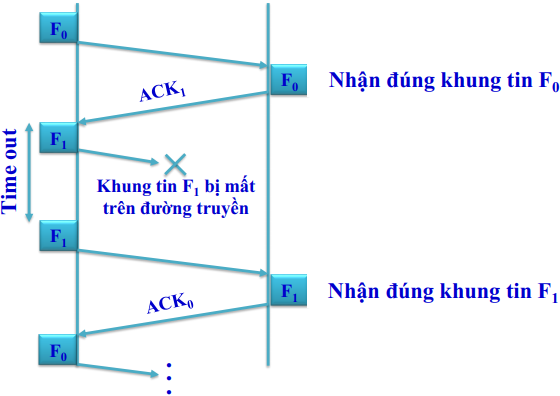 F₀
F₀ Nhận đúng khung tin F₀
ACK₁
F₁
Time out
Khung tin F₁ bị mất
trên đường truyền
F₁
F₁ Nhận đúng khung tin F₁
ACK₀
F₀
⋮